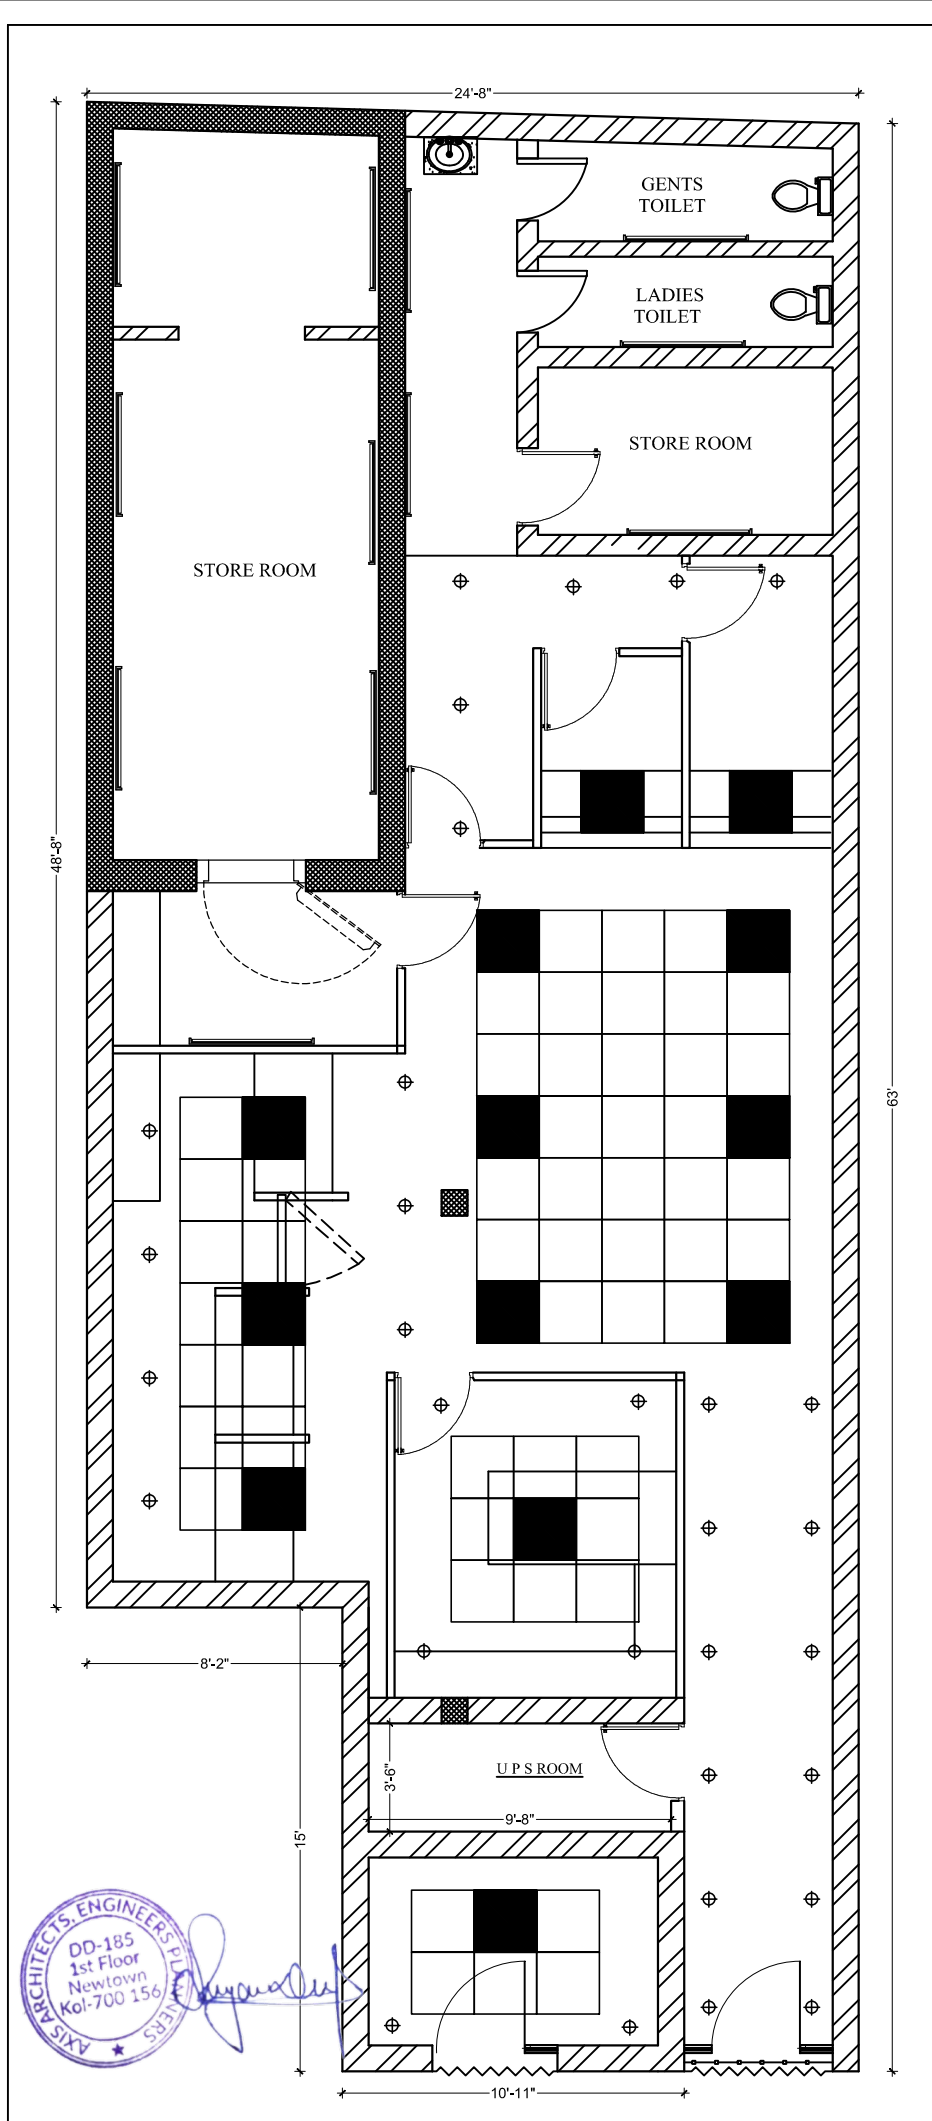 24'-8"
GENTS
TOILET
LADIES
TOILET
STORE ROOM
STORE ROOM
48'-8"
63'
8'-2"
U P S ROOM
3'-6"
9'-8"
15'
AXIS ARCHITECTS, ENGINEERS PLANNERS
DD-185
1st Floor
Newtown
Kol-700 156
10'-11"